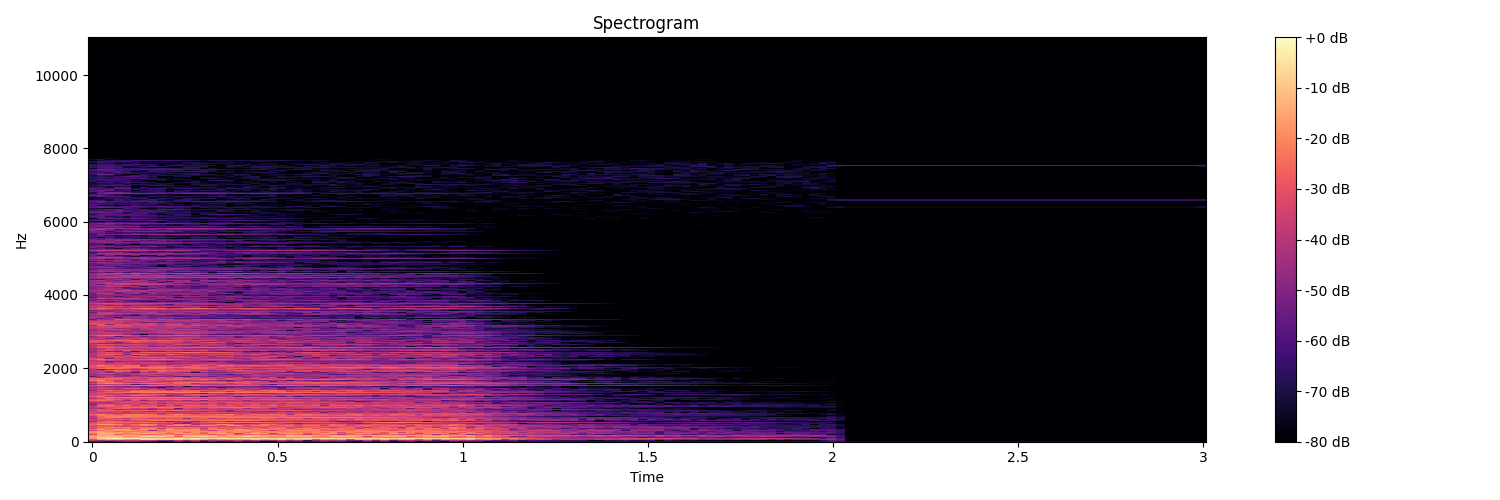 Spectrogram
Hz
10000
8000
6000
4000
2000
0
0
0.5
1
1.5
2
2.5
3
Time
+0 dB
-10 dB
-20 dB
-30 dB
-40 dB
-50 dB
-60 dB
-70 dB
-80 dB